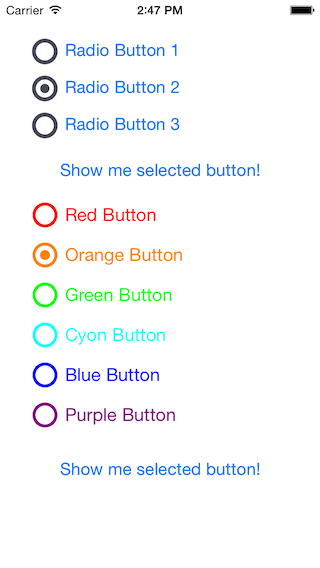 Carrier 2:47 PM
Radio Button 1
Radio Button 2
Radio Button 3
Show me selected button!
Red Button
Orange Button
Green Button
Cyon Button
Blue Button
Purple Button
Show me selected button!